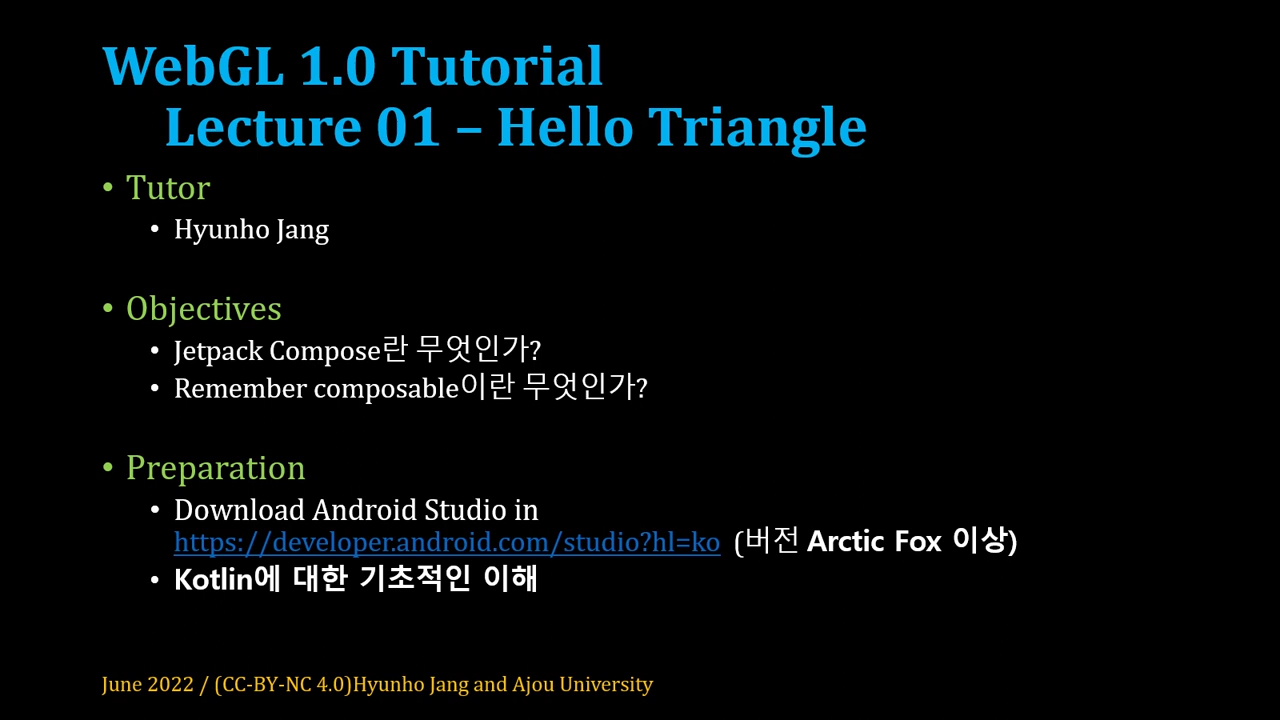 WebGL 1.0 Tutorial
Lecture 01 – Hello Triangle
• Tutor
• Hyunho Jang
• Objectives
• Jetpack Compose란 무엇인가?
• Remember composable이란 무엇인가?
• Preparation
• Download Android Studio in
https://developer.android.com/studio?hl=ko (버전 Arctic Fox 이상)
• Kotlin에 대한 기초적인 이해
June 2022 / (CC-BY-NC 4.0)Hyunho Jang and Ajou University